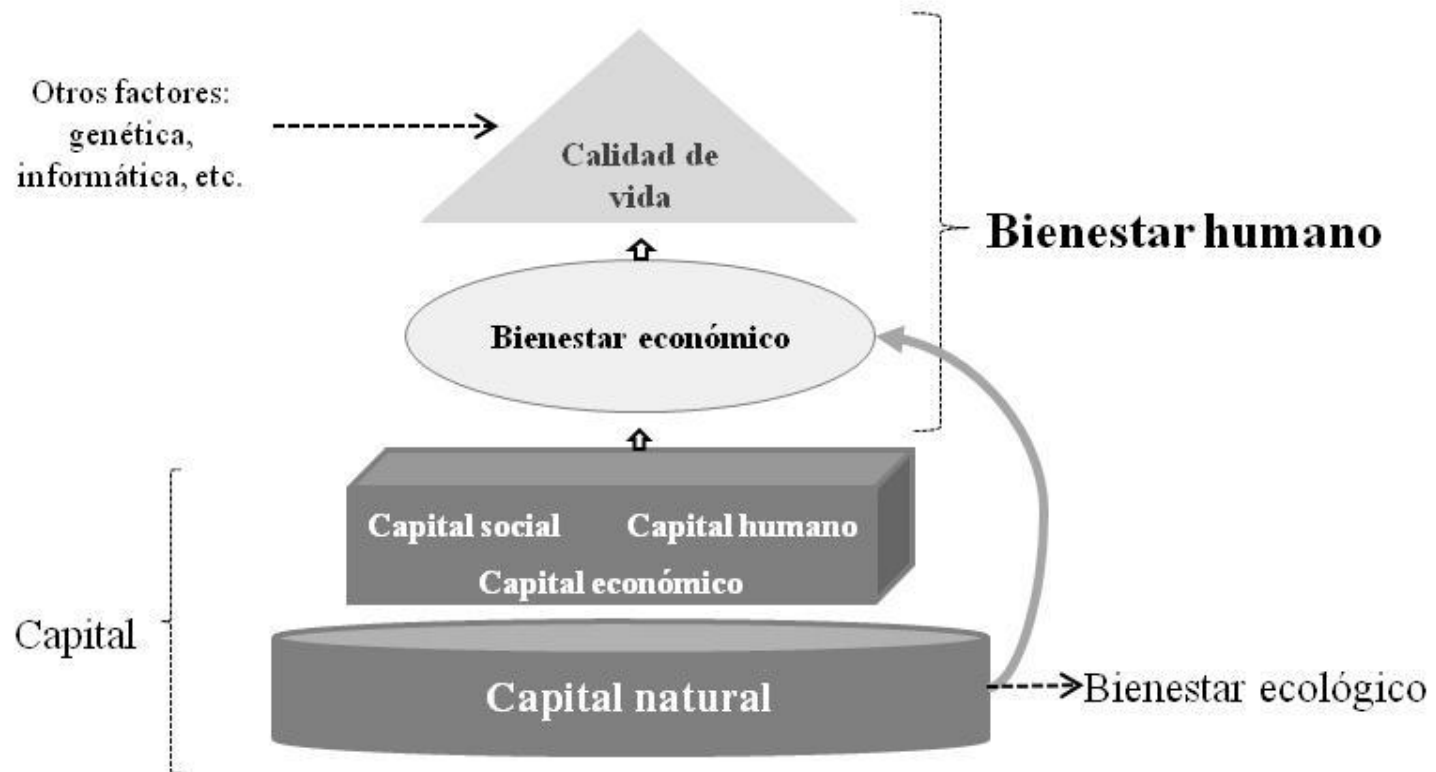 Otros factores:
genética,
informática, etc.
Calidad de
vida
Bienestar humano
Bienestar económico
Capital social Capital humano
Capital económico
Capital
Capital natural
Bienestar ecológico